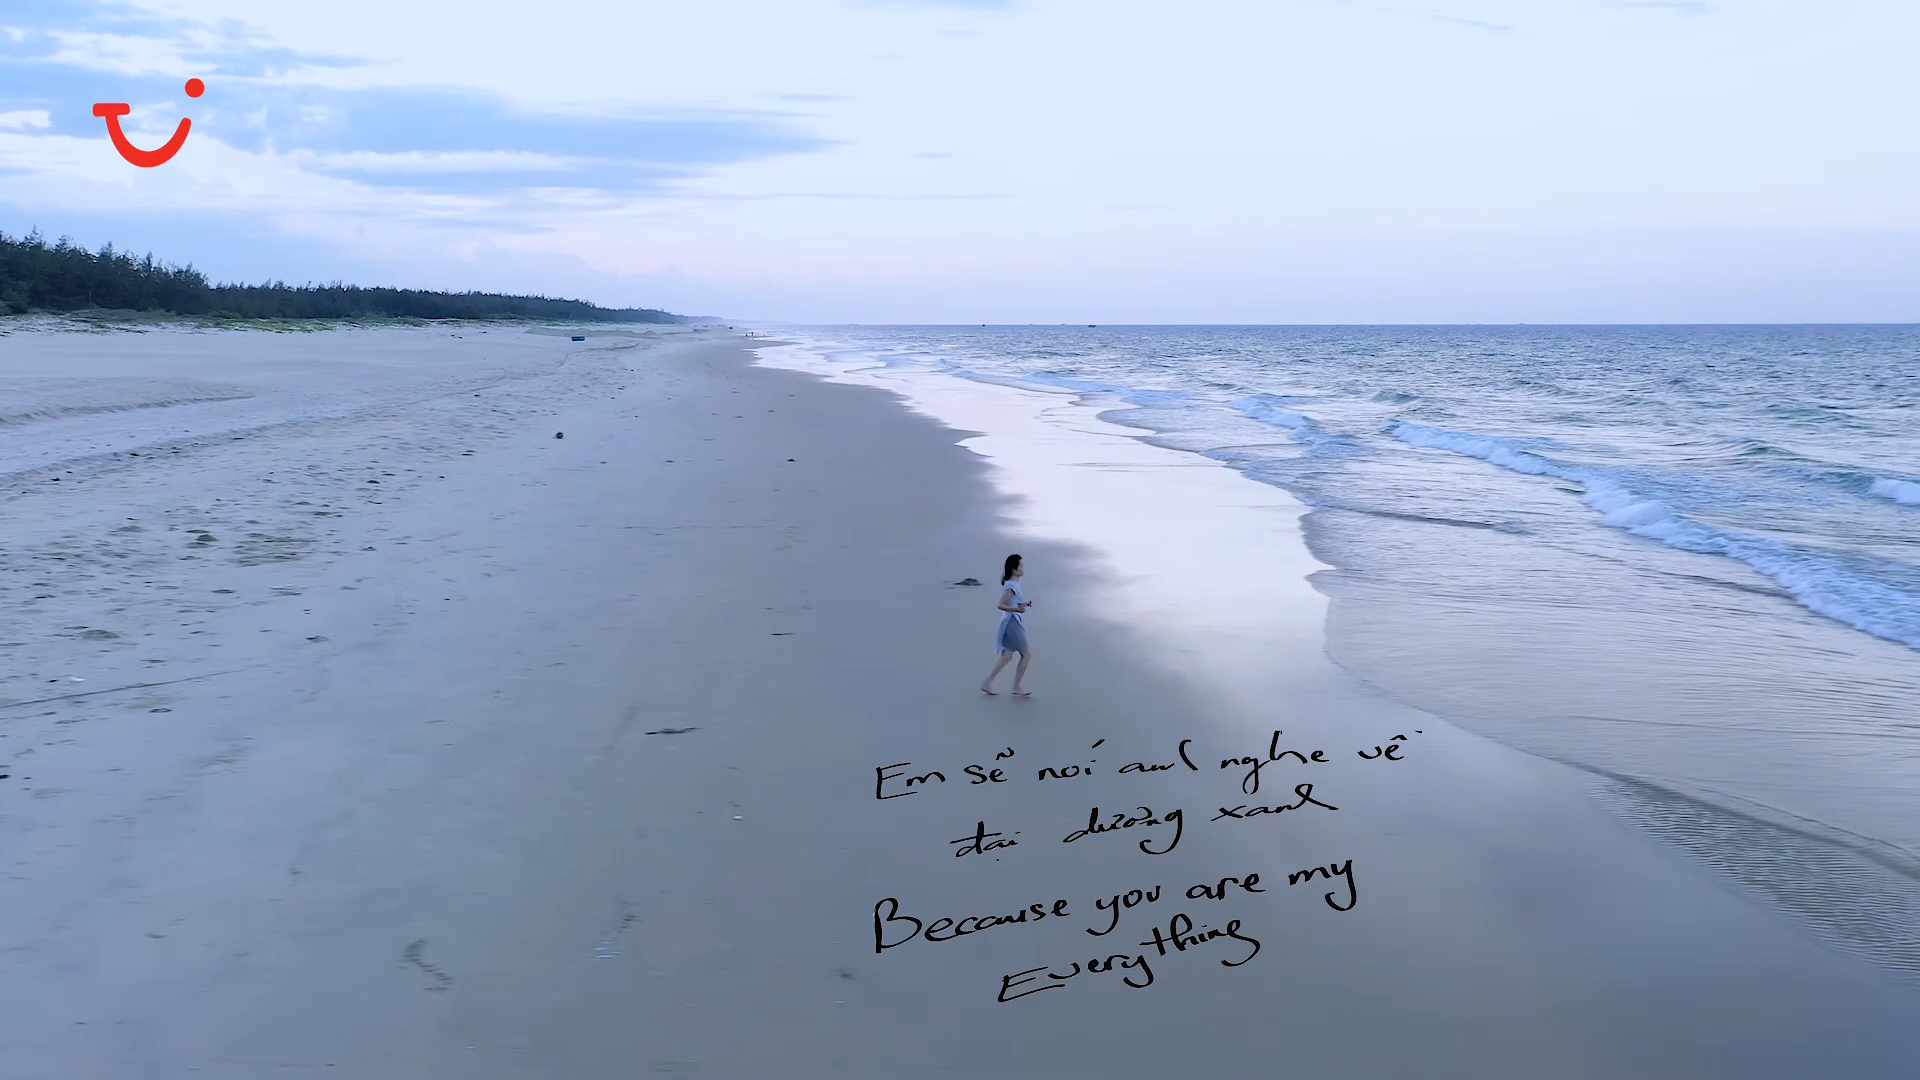 Em sẽ nói anh nghe về
đại dương xanh
Because you are my
Everything